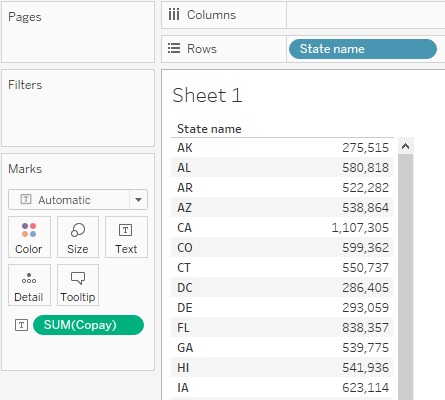 Pages
Columns
Rows
State name
Filters
Sheet 1
State name
AK 275,515
AL 580,818
AR 522,282
AZ 538,864
CA 1,107,305
CO 599,362
CT 550,737
DC 286,405
DE 293,059
FL 838,357
GA 539,775
HI 541,936
IA 623,114
Marks
T Automatic
Color Size Text
Detail Tooltip
T SUM(Copay)